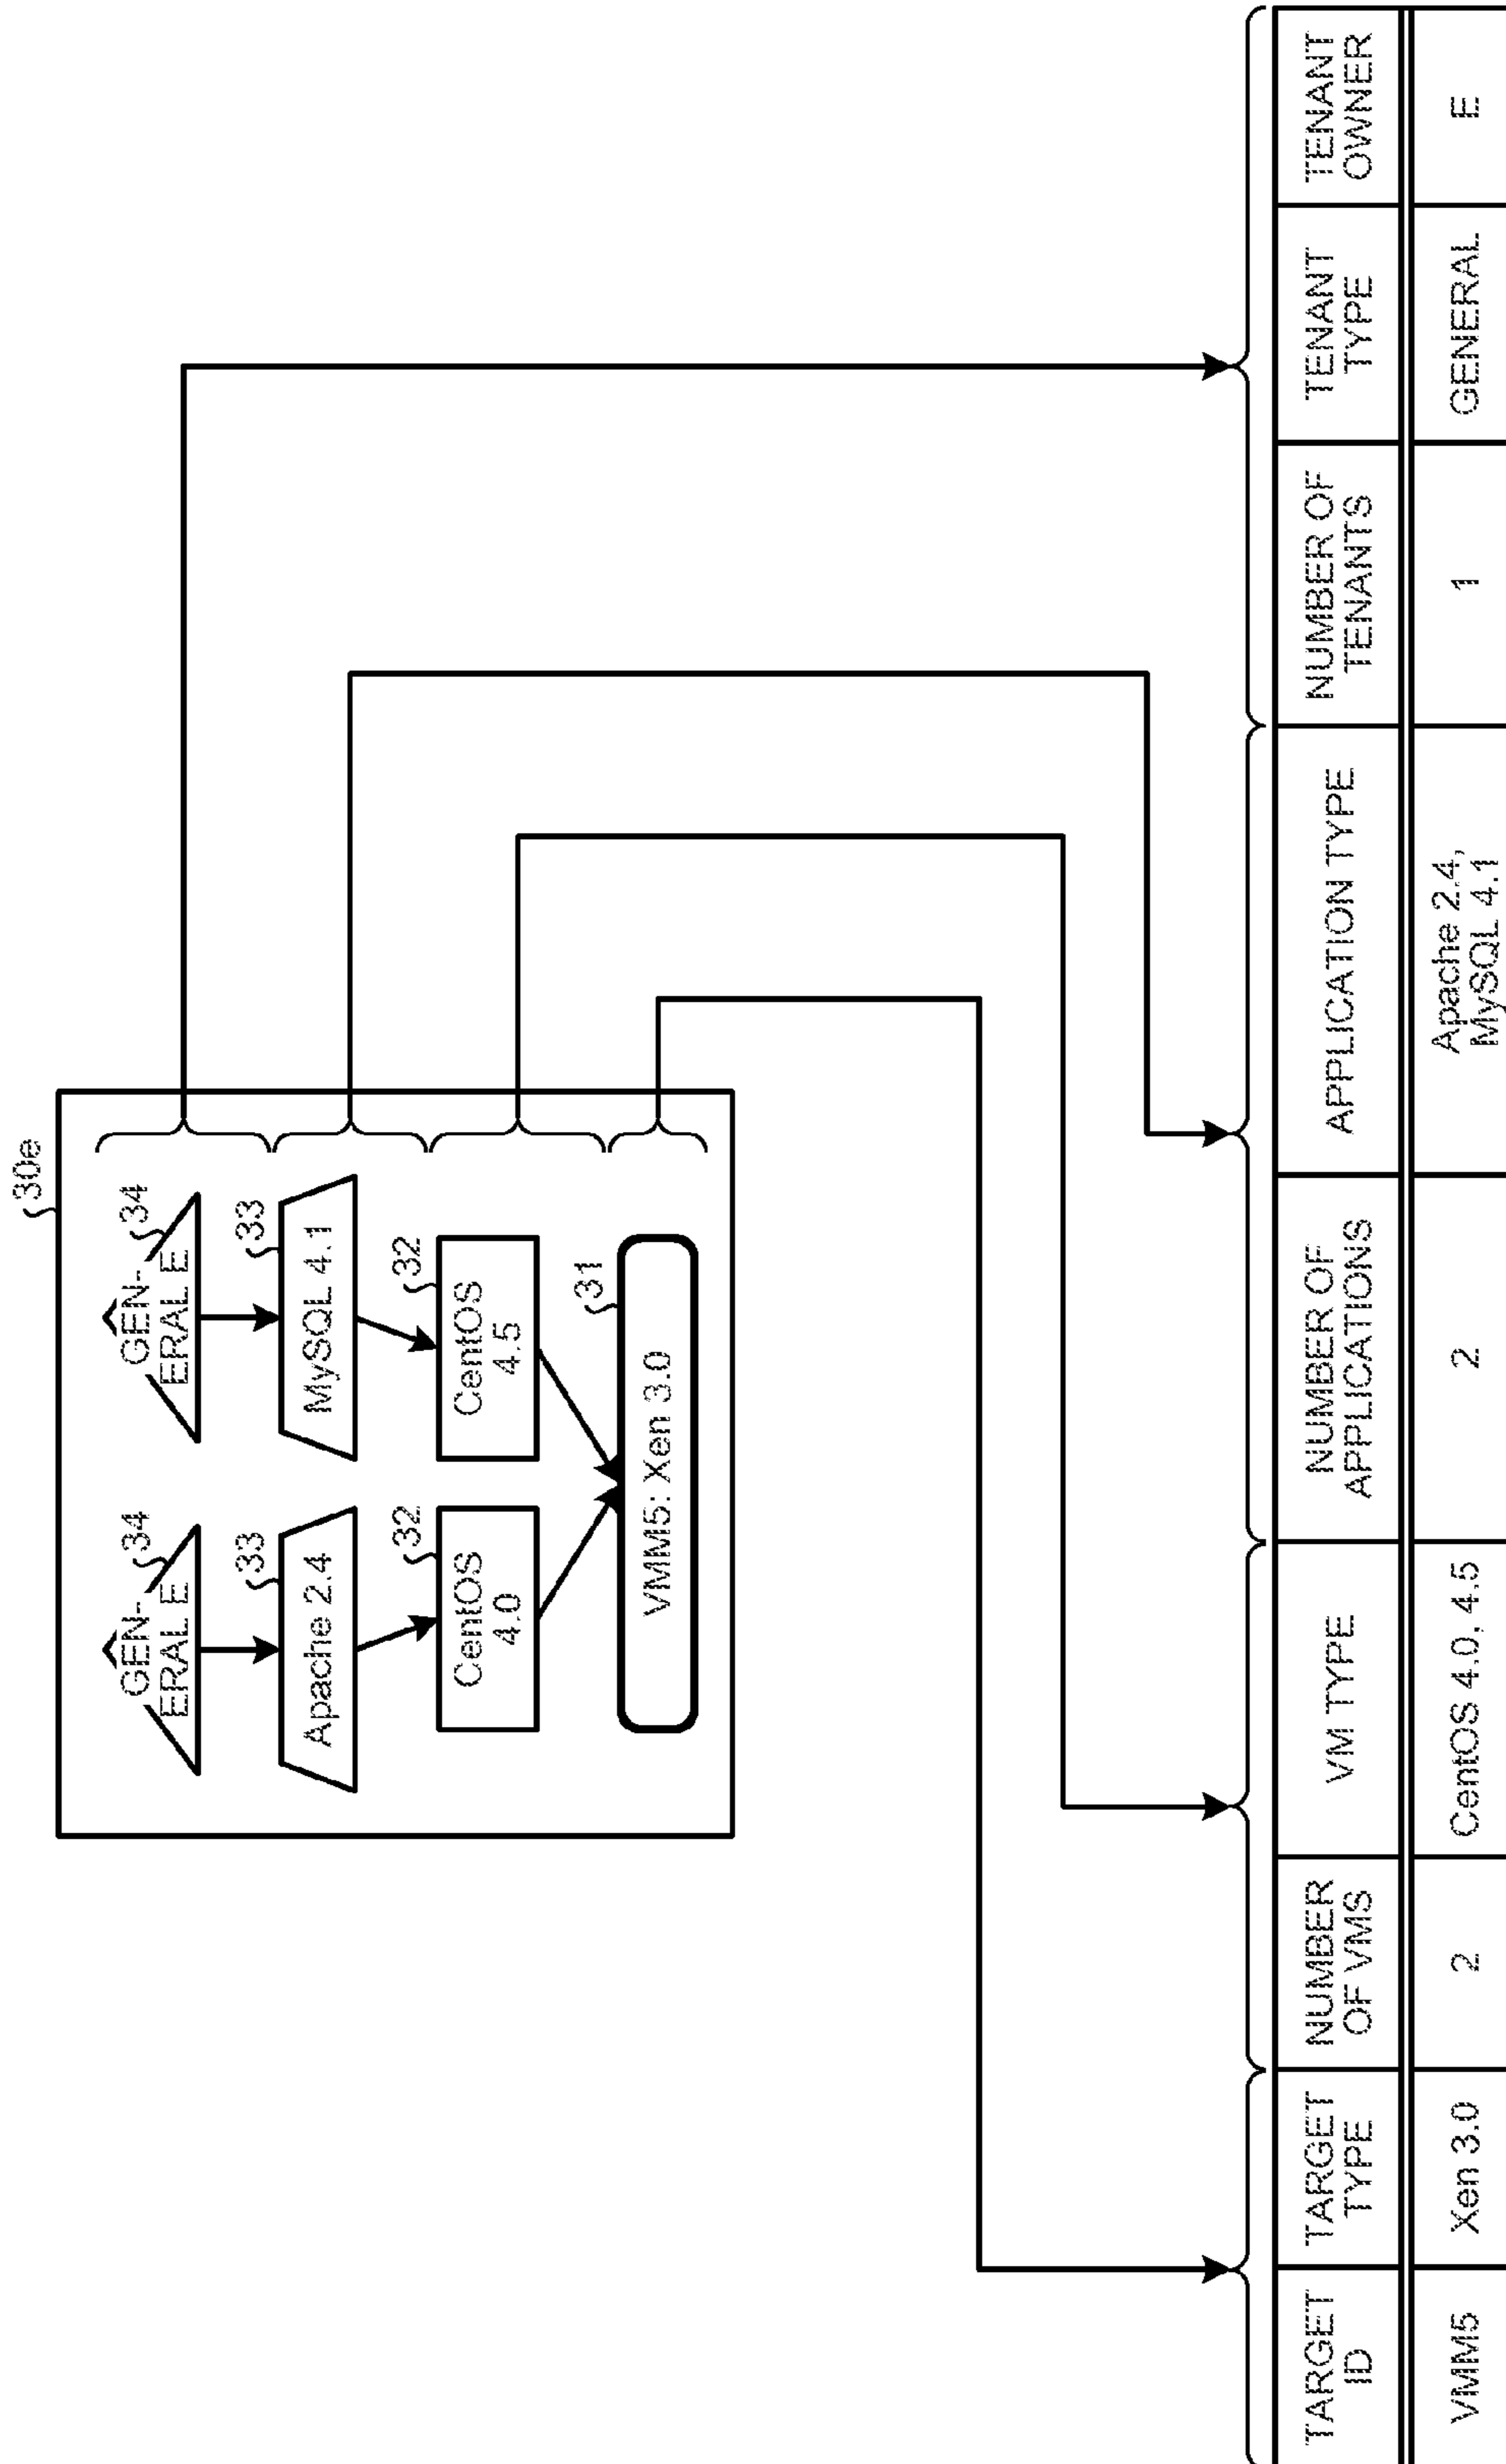 30e
GEN-
ERAL E
34
GEN-
ERAL E
34
Apache 2.4
33
MySQL 4.1
33
CentOS
4.0
32
CentOS
4.5
32
VMM5: Xen 3.0
31
TARGET
ID
TARGET
TYPE
NUMBER
OF VMS
VM TYPE
NUMBER OF
APPLICATIONS
APPLICATION TYPE
NUMBER OF
TENANTS
TENANT
TYPE
TENANT
OWNER
VMM5
Xen 3.0
2
CentOS 4.0, 4.5
2
Apache 2.4,
MySQL 4.1
1
GENERAL
E